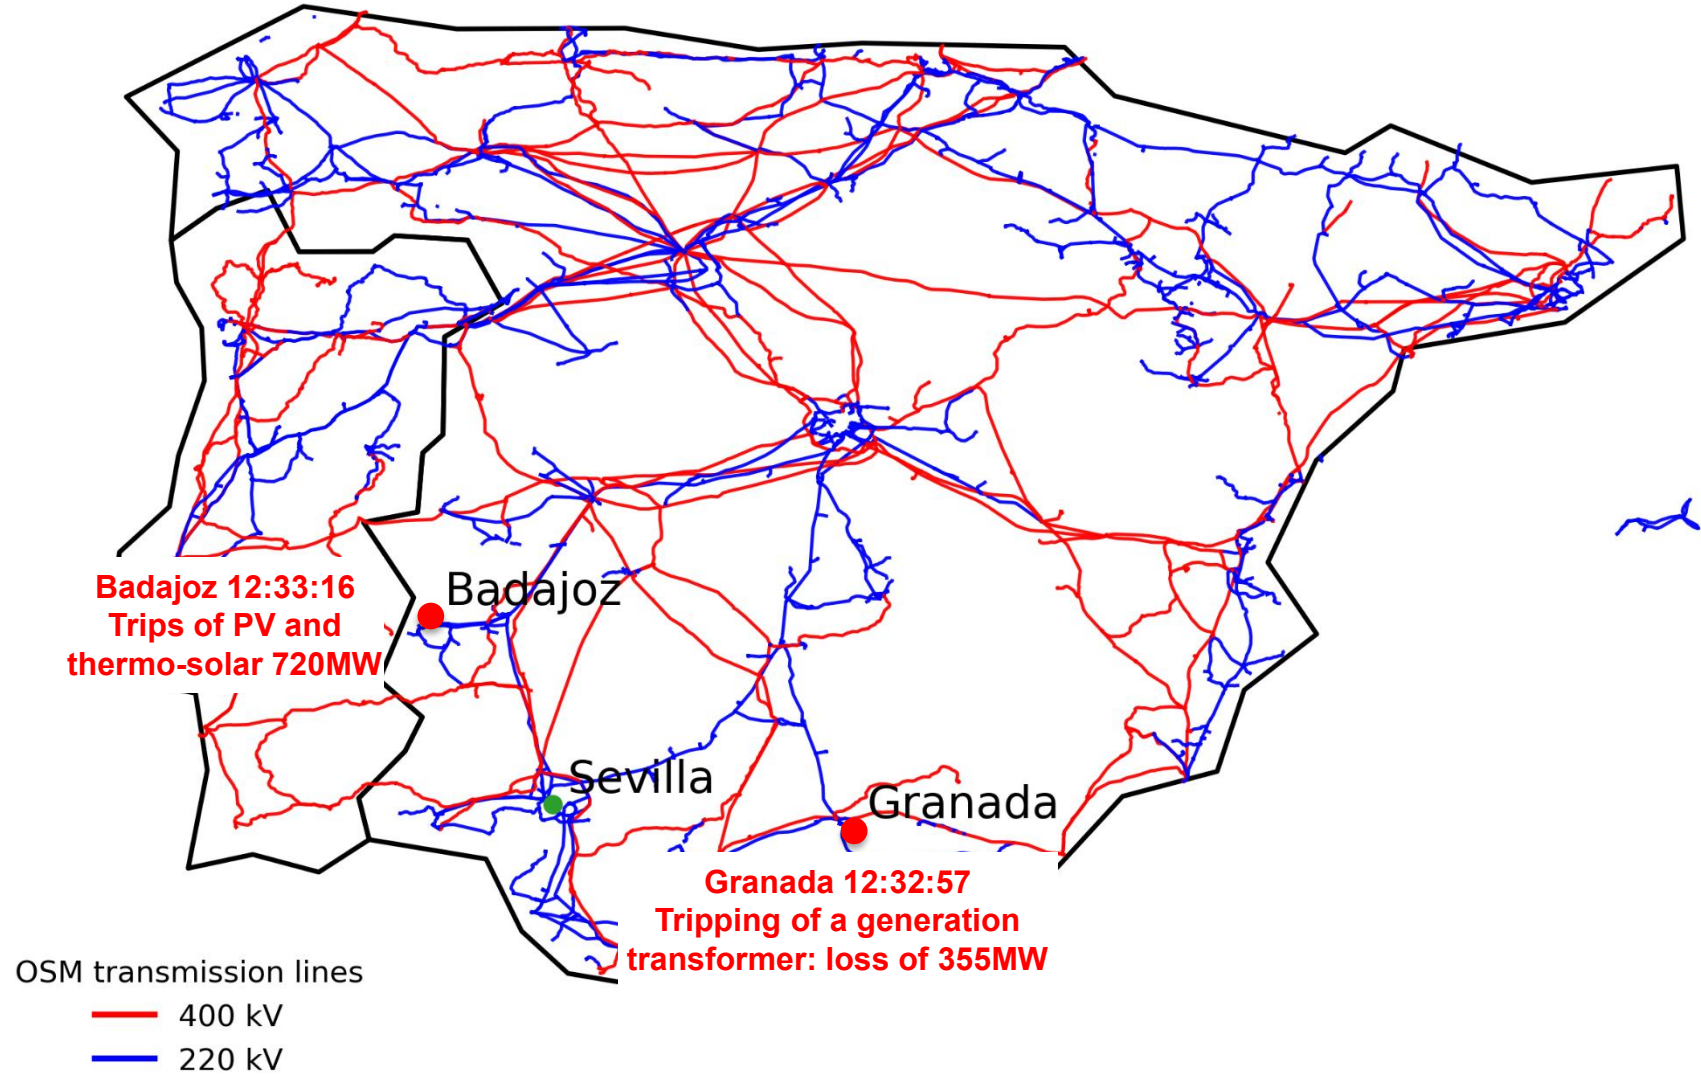 Badajoz 12:33:16
Trips of PV and
thermo-solar 720MW
Badajoz
Sevilla
Granada
Granada 12:32:57
Tripping of a generation
transformer: loss of 355MW
OSM transmission lines
400 kV
220 kV